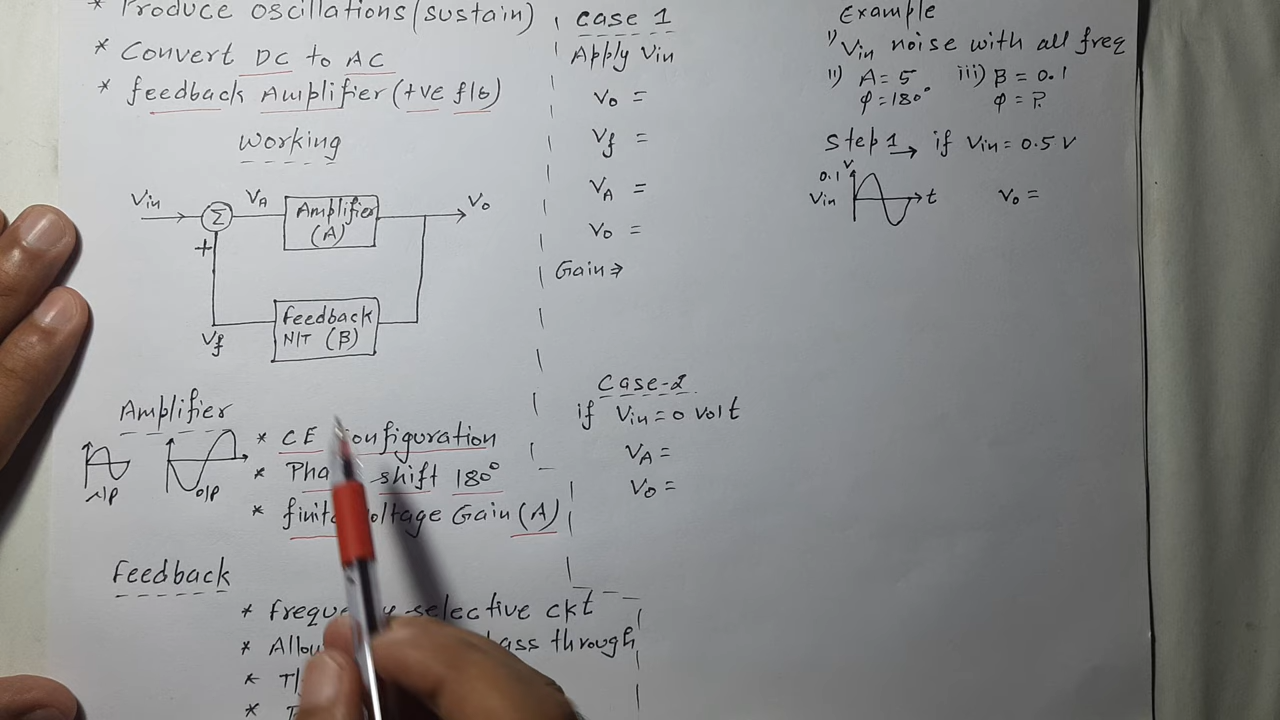 * Produce oscillations (sustain)
* Convert DC to AC
* feedback Amplifier (+ve f/b)
Working
Vin
VA
Amplifier
(A)
Vo
Σ
+
Vf
Feedback
N/T (β)
Amplifier
i/p
o/p
* CE Configuration
* Phase shift 180°
* finite voltage Gain (A)
Feedback
* frequency selective ckt
* Allow pass through
*
*
Case 1
Apply Vin
Vo =
Vf =
VA =
Vo =
Gain ⇒
Case-2
if Vin = 0 volt
VA =
Vo =
Example
i) Vin noise with all freq
ii) A = 5 iii) β = 0.1
φ = 180° φ = ?
Step 1 → if Vin = 0.5 V
0.1
V
Vin
t
Vo =